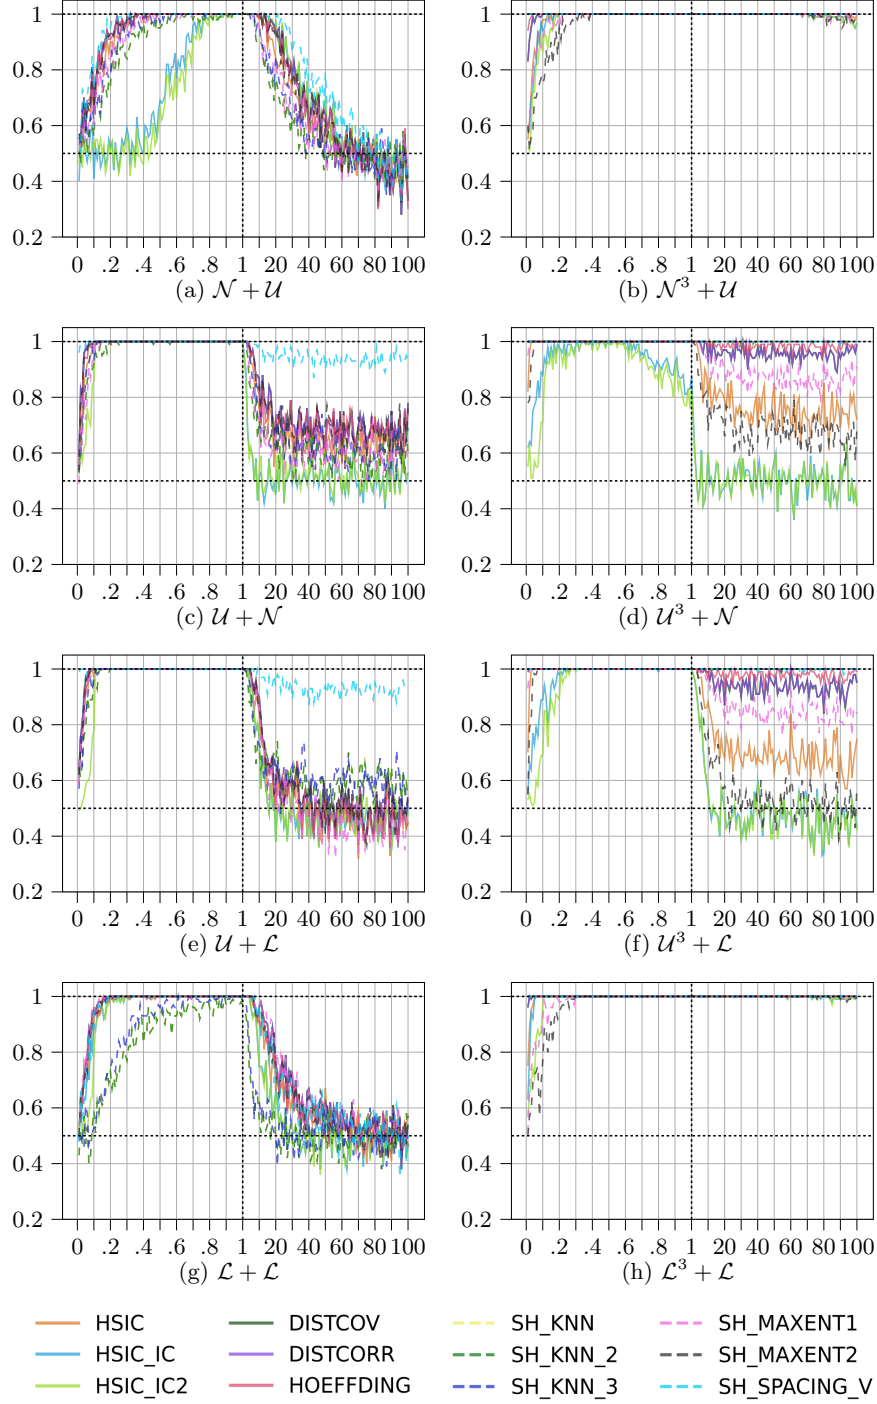 1
0.8
0.6
0.4
0.2
0 .2 .4 .6 .8 1 20 40 60 80 100
(a) 𝒩 + 𝒰
1
0.8
0.6
0.4
0.2
0 .2 .4 .6 .8 1 20 40 60 80 100
(b) 𝒩³ + 𝒰
1
0.8
0.6
0.4
0.2
0 .2 .4 .6 .8 1 20 40 60 80 100
(c) 𝒰 + 𝒩
1
0.8
0.6
0.4
0.2
0 .2 .4 .6 .8 1 20 40 60 80 100
(d) 𝒰³ + 𝒩
1
0.8
0.6
0.4
0.2
0 .2 .4 .6 .8 1 20 40 60 80 100
(e) 𝒰 + ℒ
1
0.8
0.6
0.4
0.2
0 .2 .4 .6 .8 1 20 40 60 80 100
(f) 𝒰³ + ℒ
1
0.8
0.6
0.4
0.2
0 .2 .4 .6 .8 1 20 40 60 80 100
(g) ℒ + ℒ
1
0.8
0.6
0.4
0.2
0 .2 .4 .6 .8 1 20 40 60 80 100
(h) ℒ³ + ℒ
HSIC DISTCOV SH_KNN SH_MAXENT1
HSIC_IC DISTCORR SH_KNN_2 SH_MAXENT2
HSIC_IC2 HOEFFDING SH_KNN_3 SH_SPACING_V